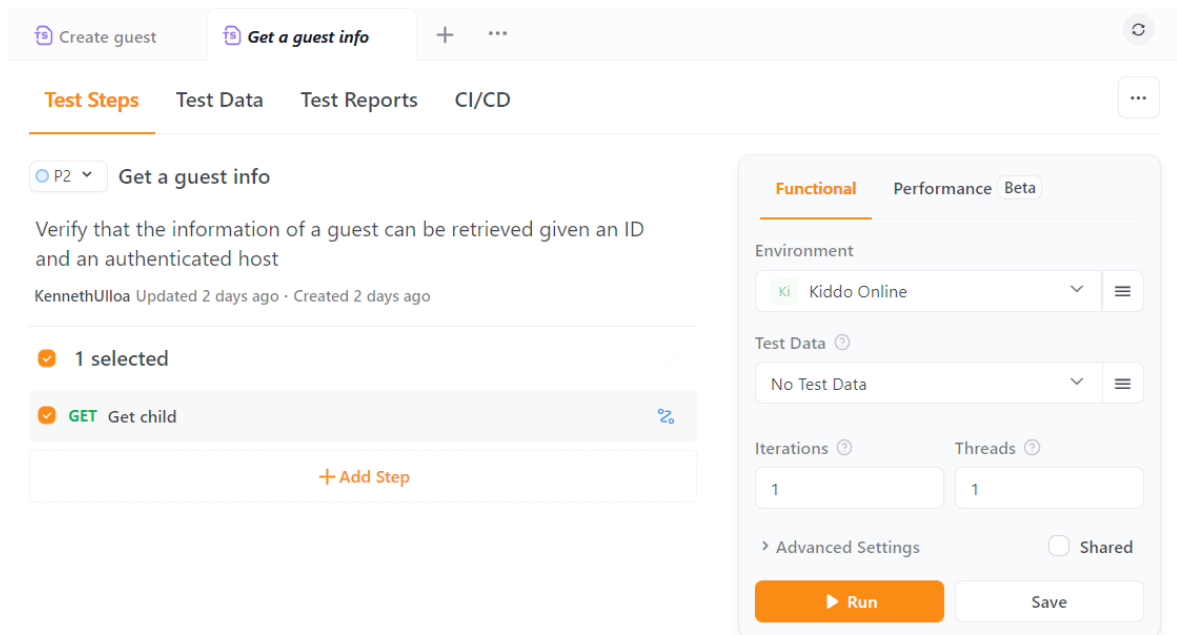 Create guest
Get a guest info
Test Steps
Test Data
Test Reports
CI/CD
P2
Get a guest info
Verify that the information of a guest can be retrieved given an ID
and an authenticated host
KennethUlloa Updated 2 days ago · Created 2 days ago
1 selected
GET Get child
Add Step
Functional
Performance Beta
Environment
Ki Kiddo Online
Test Data
No Test Data
Iterations
Threads
1
1
Advanced Settings
Shared
Run
Save